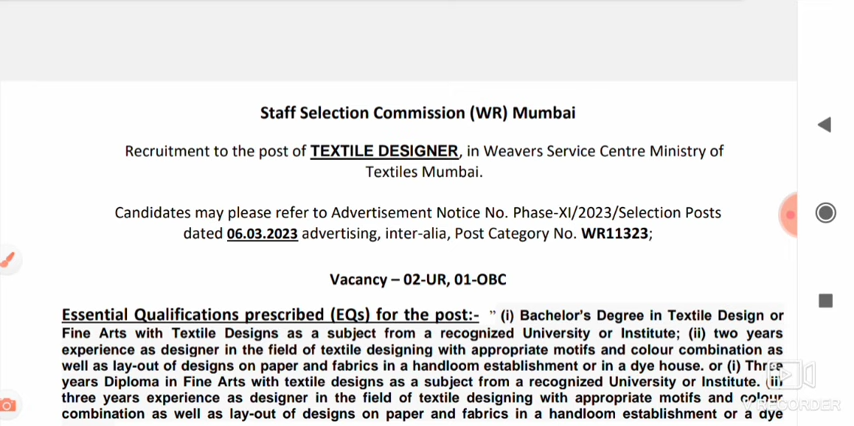 Staff Selection Commission (WR) Mumbai
Recruitment to the post of TEXTILE DESIGNER, in Weavers Service Centre Ministry of
Textiles Mumbai.
Candidates may please refer to Advertisement Notice No. Phase-XI/2023/Selection Posts
dated 06.03.2023 advertising, inter-alia, Post Category No. WR11323;
Vacancy – 02-UR, 01-OBC
Essential Qualifications prescribed (EQs) for the post:- ” (i) Bachelor's Degree in Textile Design or
Fine Arts with Textile Designs as a subject from a recognized University or Institute; (ii) two years
experience as designer in the field of textile designing with appropriate motifs and colour combination as
well as lay-out of designs on paper and fabrics in a handloom establishment or in a dye house. or (i) Three
years Diploma in Fine Arts with textile designs as a subject from a recognized University or Institute. (ii)
three years experience as designer in the field of textile designing with appropriate motifs and colour
combination as well as lay-out of designs on paper and fabrics in a handloom establishment or a dye
RECORDER